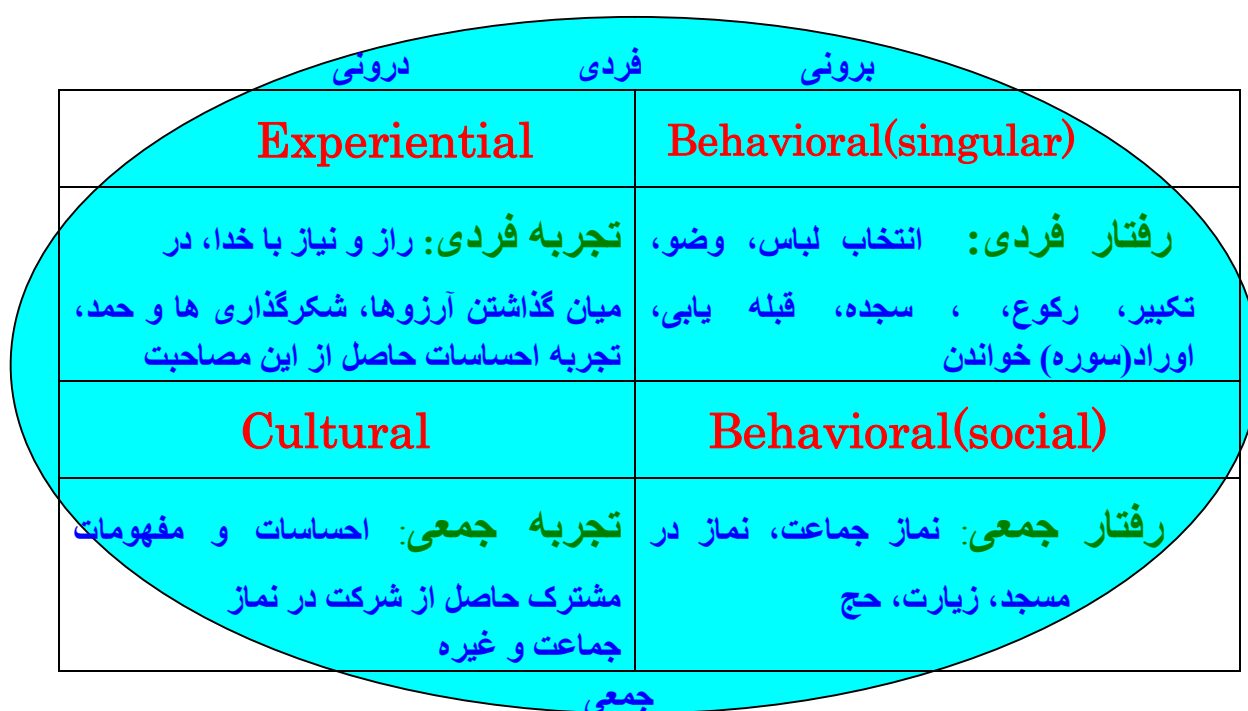 برونی فردی درونی
Experiential
Behavioral(singular)
تجربه فردی: راز و نیاز با خدا، در
میان گذاشتن آرزوها، شکرگذاری ها و حمد،
تجربه احساسات حاصل از این مصاحبت
رفتار فردی: انتخاب لباس، وضو،
تکبیر، رکوع، ، سجده، قبله یابی،
اوراد(سوره) خواندن
Cultural
Behavioral(social)
تجربه جمعی: احساسات و مفهومات
مشترک حاصل از شرکت در نماز
جماعت و غیره
رفتار جمعی: نماز جماعت، نماز در
مسجد، زیارت، حج
جمعی